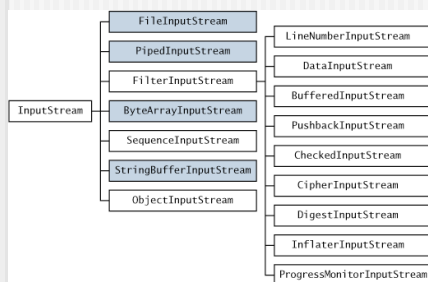 InputStream
FileInputStream
PipedInputStream
FilterInputStream
ByteArrayInputStream
SequenceInputStream
StringBufferInputStream
ObjectInputStream
LineNumberInputStream
DataInputStream
BufferedInputStream
PushbackInputStream
CheckedInputStream
CipherInputStream
DigestInputStream
InflaterInputStream
ProgressMonitorInputStream